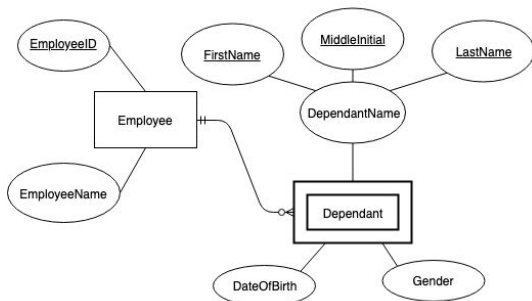 EmployeeID
MiddleInitial
FirstName
LastName
Employee
DependantName
EmployeeName
Dependant
DateOfBirth
Gender